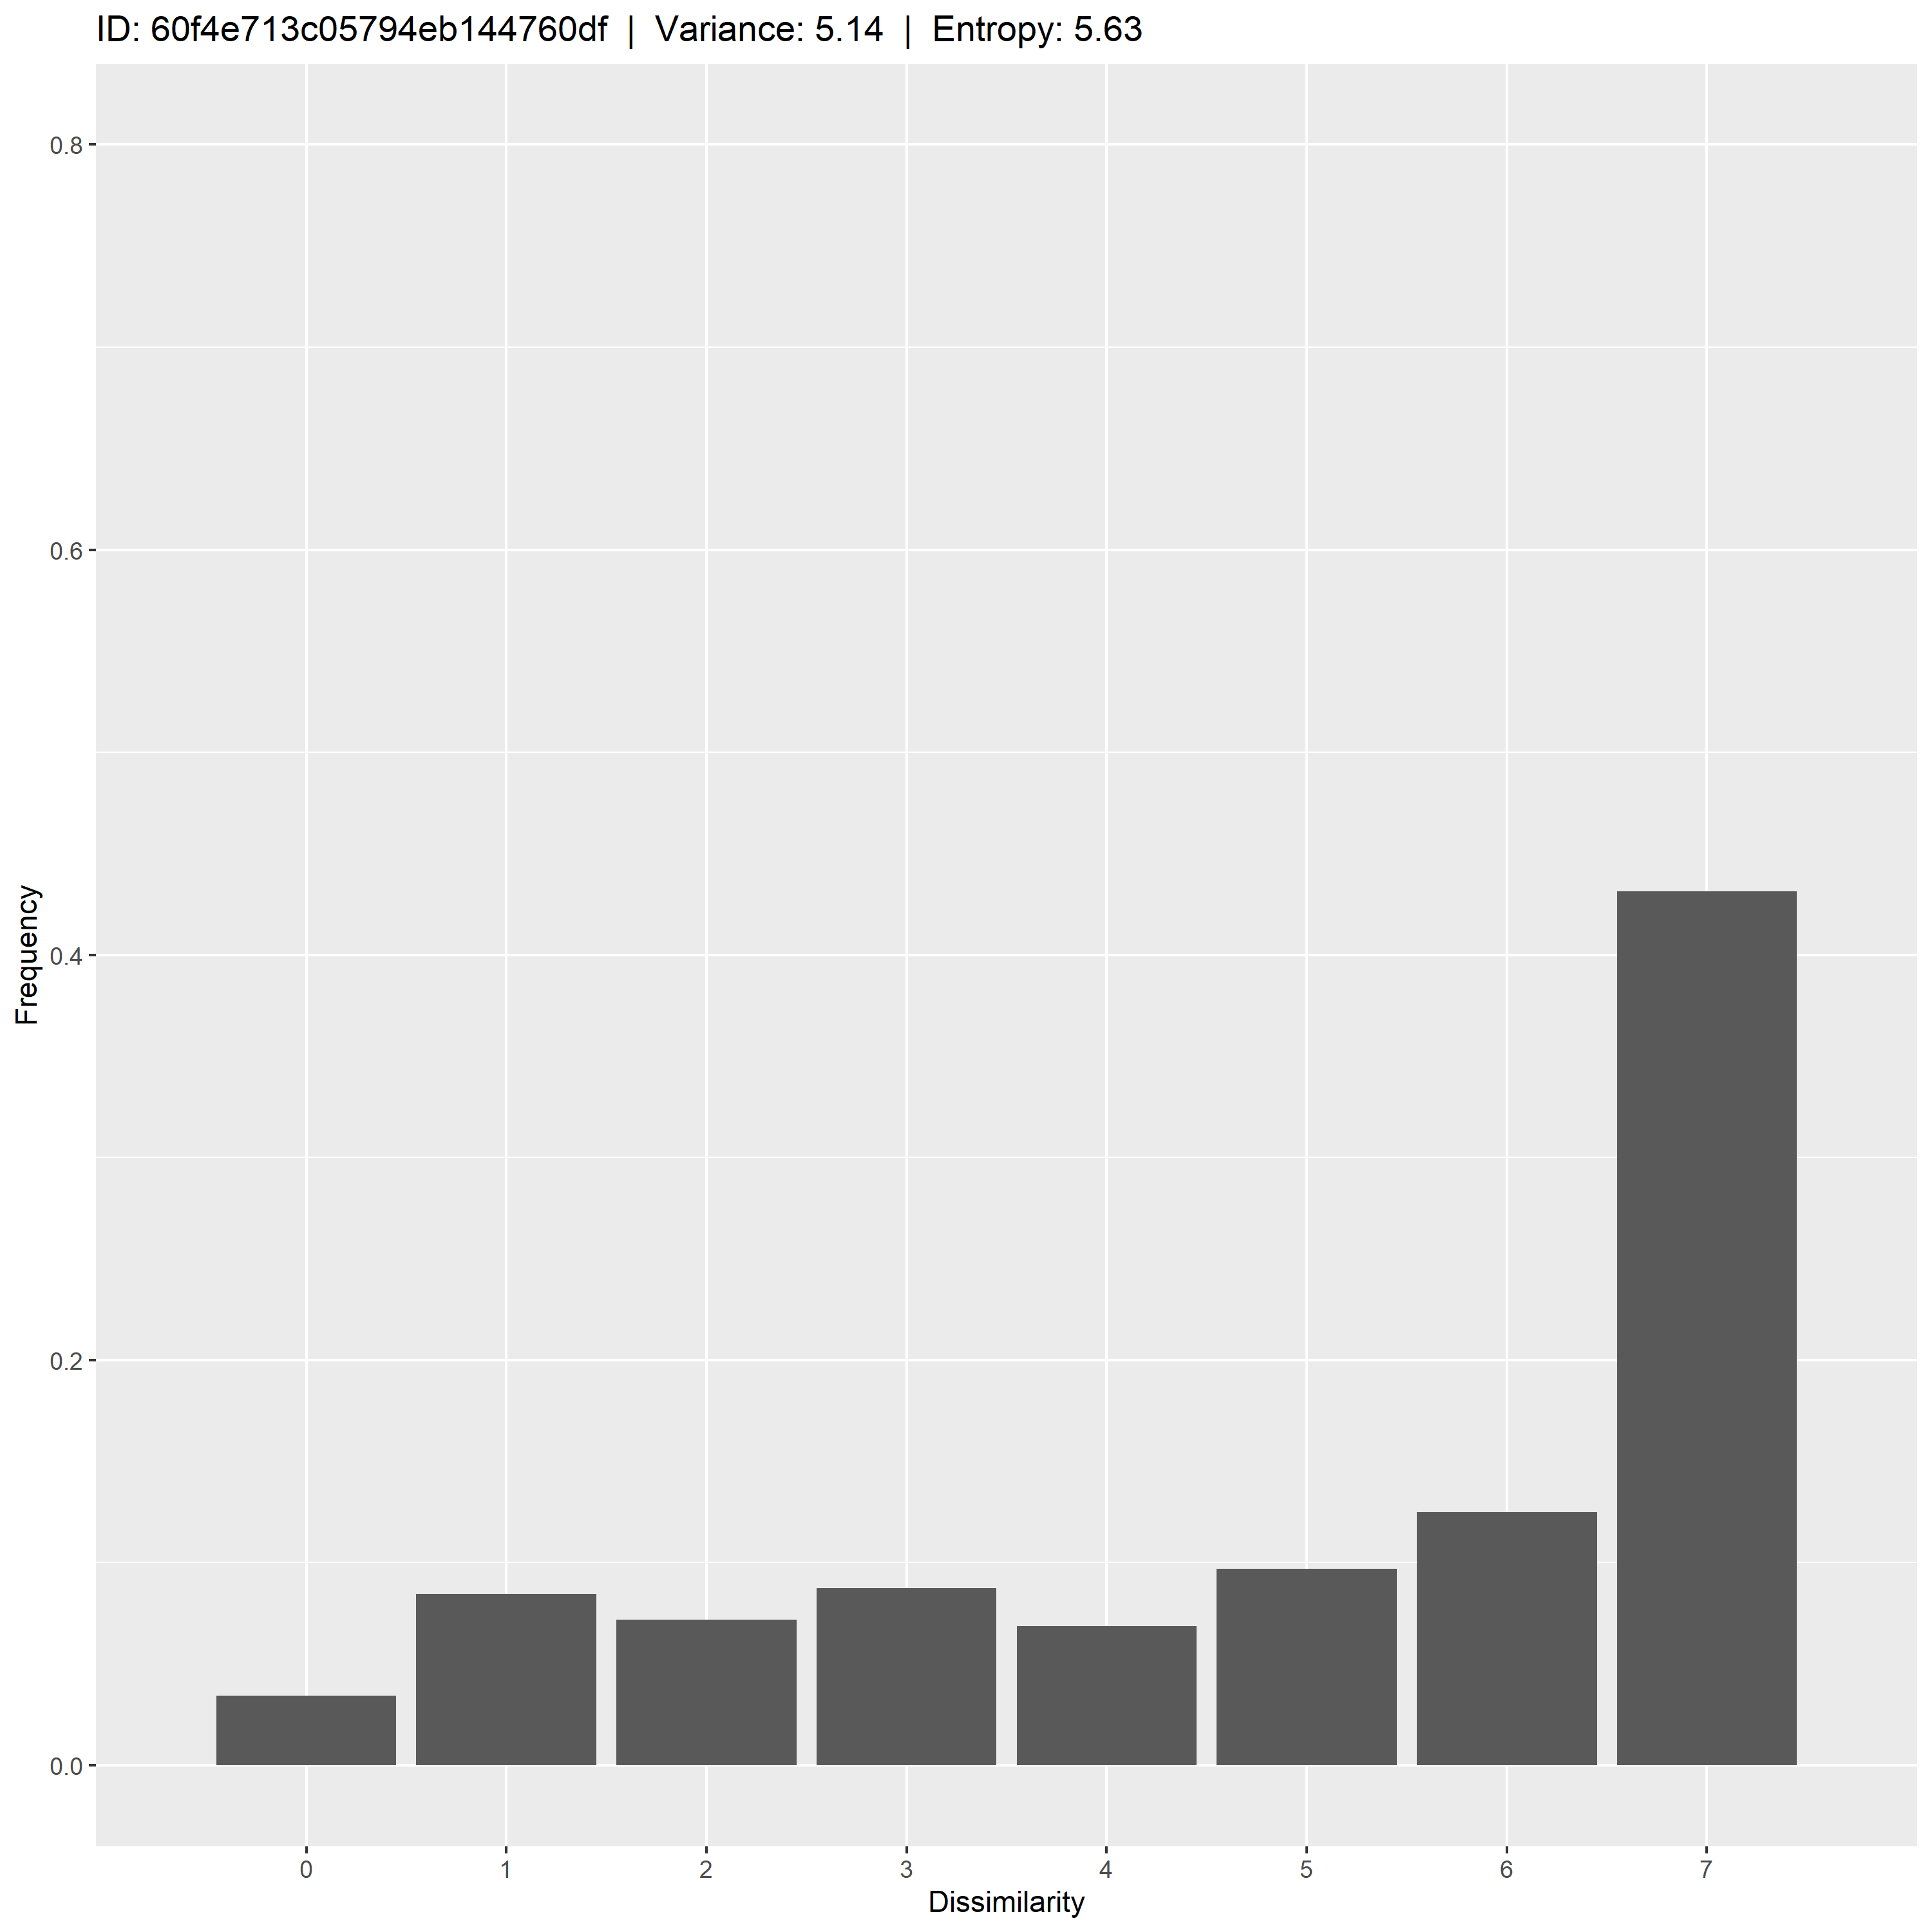 ID: 60f4e713c05794eb144760df | Variance: 5.14 | Entropy: 5.63
0.8
0.6
0.4
0.2
0.0
Frequency
0 1 2 3 4 5 6 7
Dissimilarity